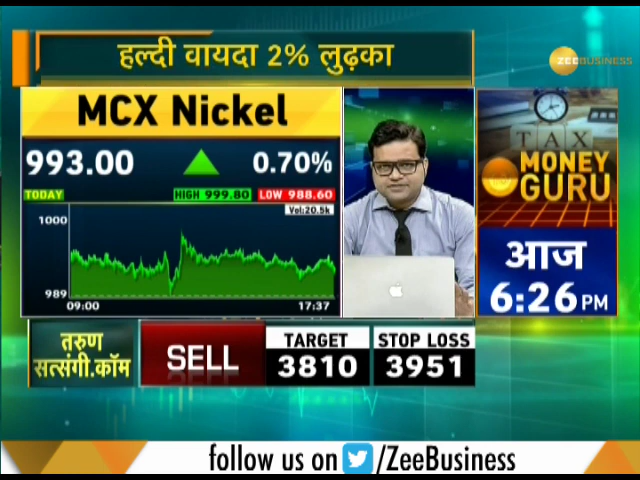 हल्दी वायदा 2% लुढ़का
ZEEBUSINESS
MCX Nickel
993.00
0.70%
TODAY
HIGH 999.80
LOW 988.60
Vol:20.5k
1000
989
09:00
17:37
TAX
MONEY
GURU
आज
6:26 PM
तरुण
सत्संगी.कॉम
SELL
TARGET
3810
STOP LOSS
3951
follow us on /ZeeBusiness